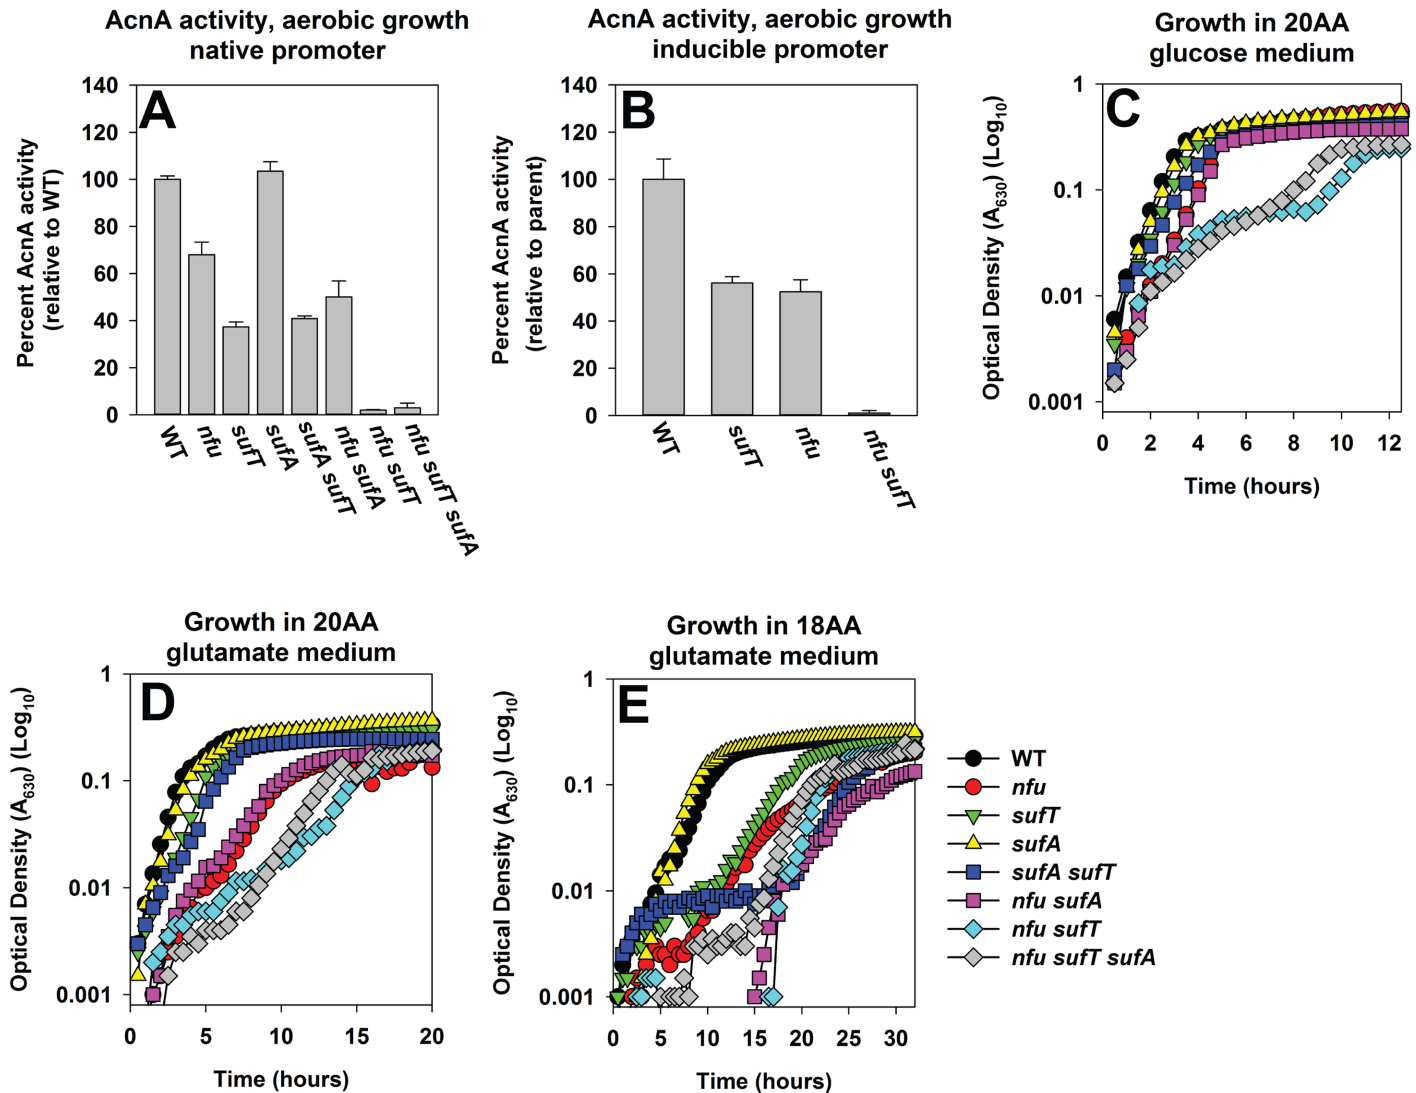 AcnA activity, aerobic growth
native promoter
A
Percent AcnA activity
(relative to WT)
140
120
100
80
60
40
20
0
WT
nfu
sufT
sufA
sufA sufT
nfu sufA
nfu sufT
nfu sufT sufA
AcnA activity, aerobic growth
inducible promoter
B
Percent AcnA activity
(relative to parent)
140
120
100
80
60
40
20
0
WT
sufT
nfu
nfu sufT
Growth in 20AA
glucose medium
C
Optical Density (A630) (Log10)
1
0.1
0.01
0.001
0 2 4 6 8 10 12
Time (hours)
Growth in 20AA
glutamate medium
D
Optical Density (A630) (Log10)
1
0.1
0.01
0.001
0 5 10 15 20
Time (hours)
Growth in 18AA
glutamate medium
E
Optical Density (A630) (Log10)
1
0.1
0.01
0.001
0 5 10 15 20 25 30
Time (hours)
WT
nfu
sufT
sufA
sufA sufT
nfu sufA
nfu sufT
nfu sufT sufA